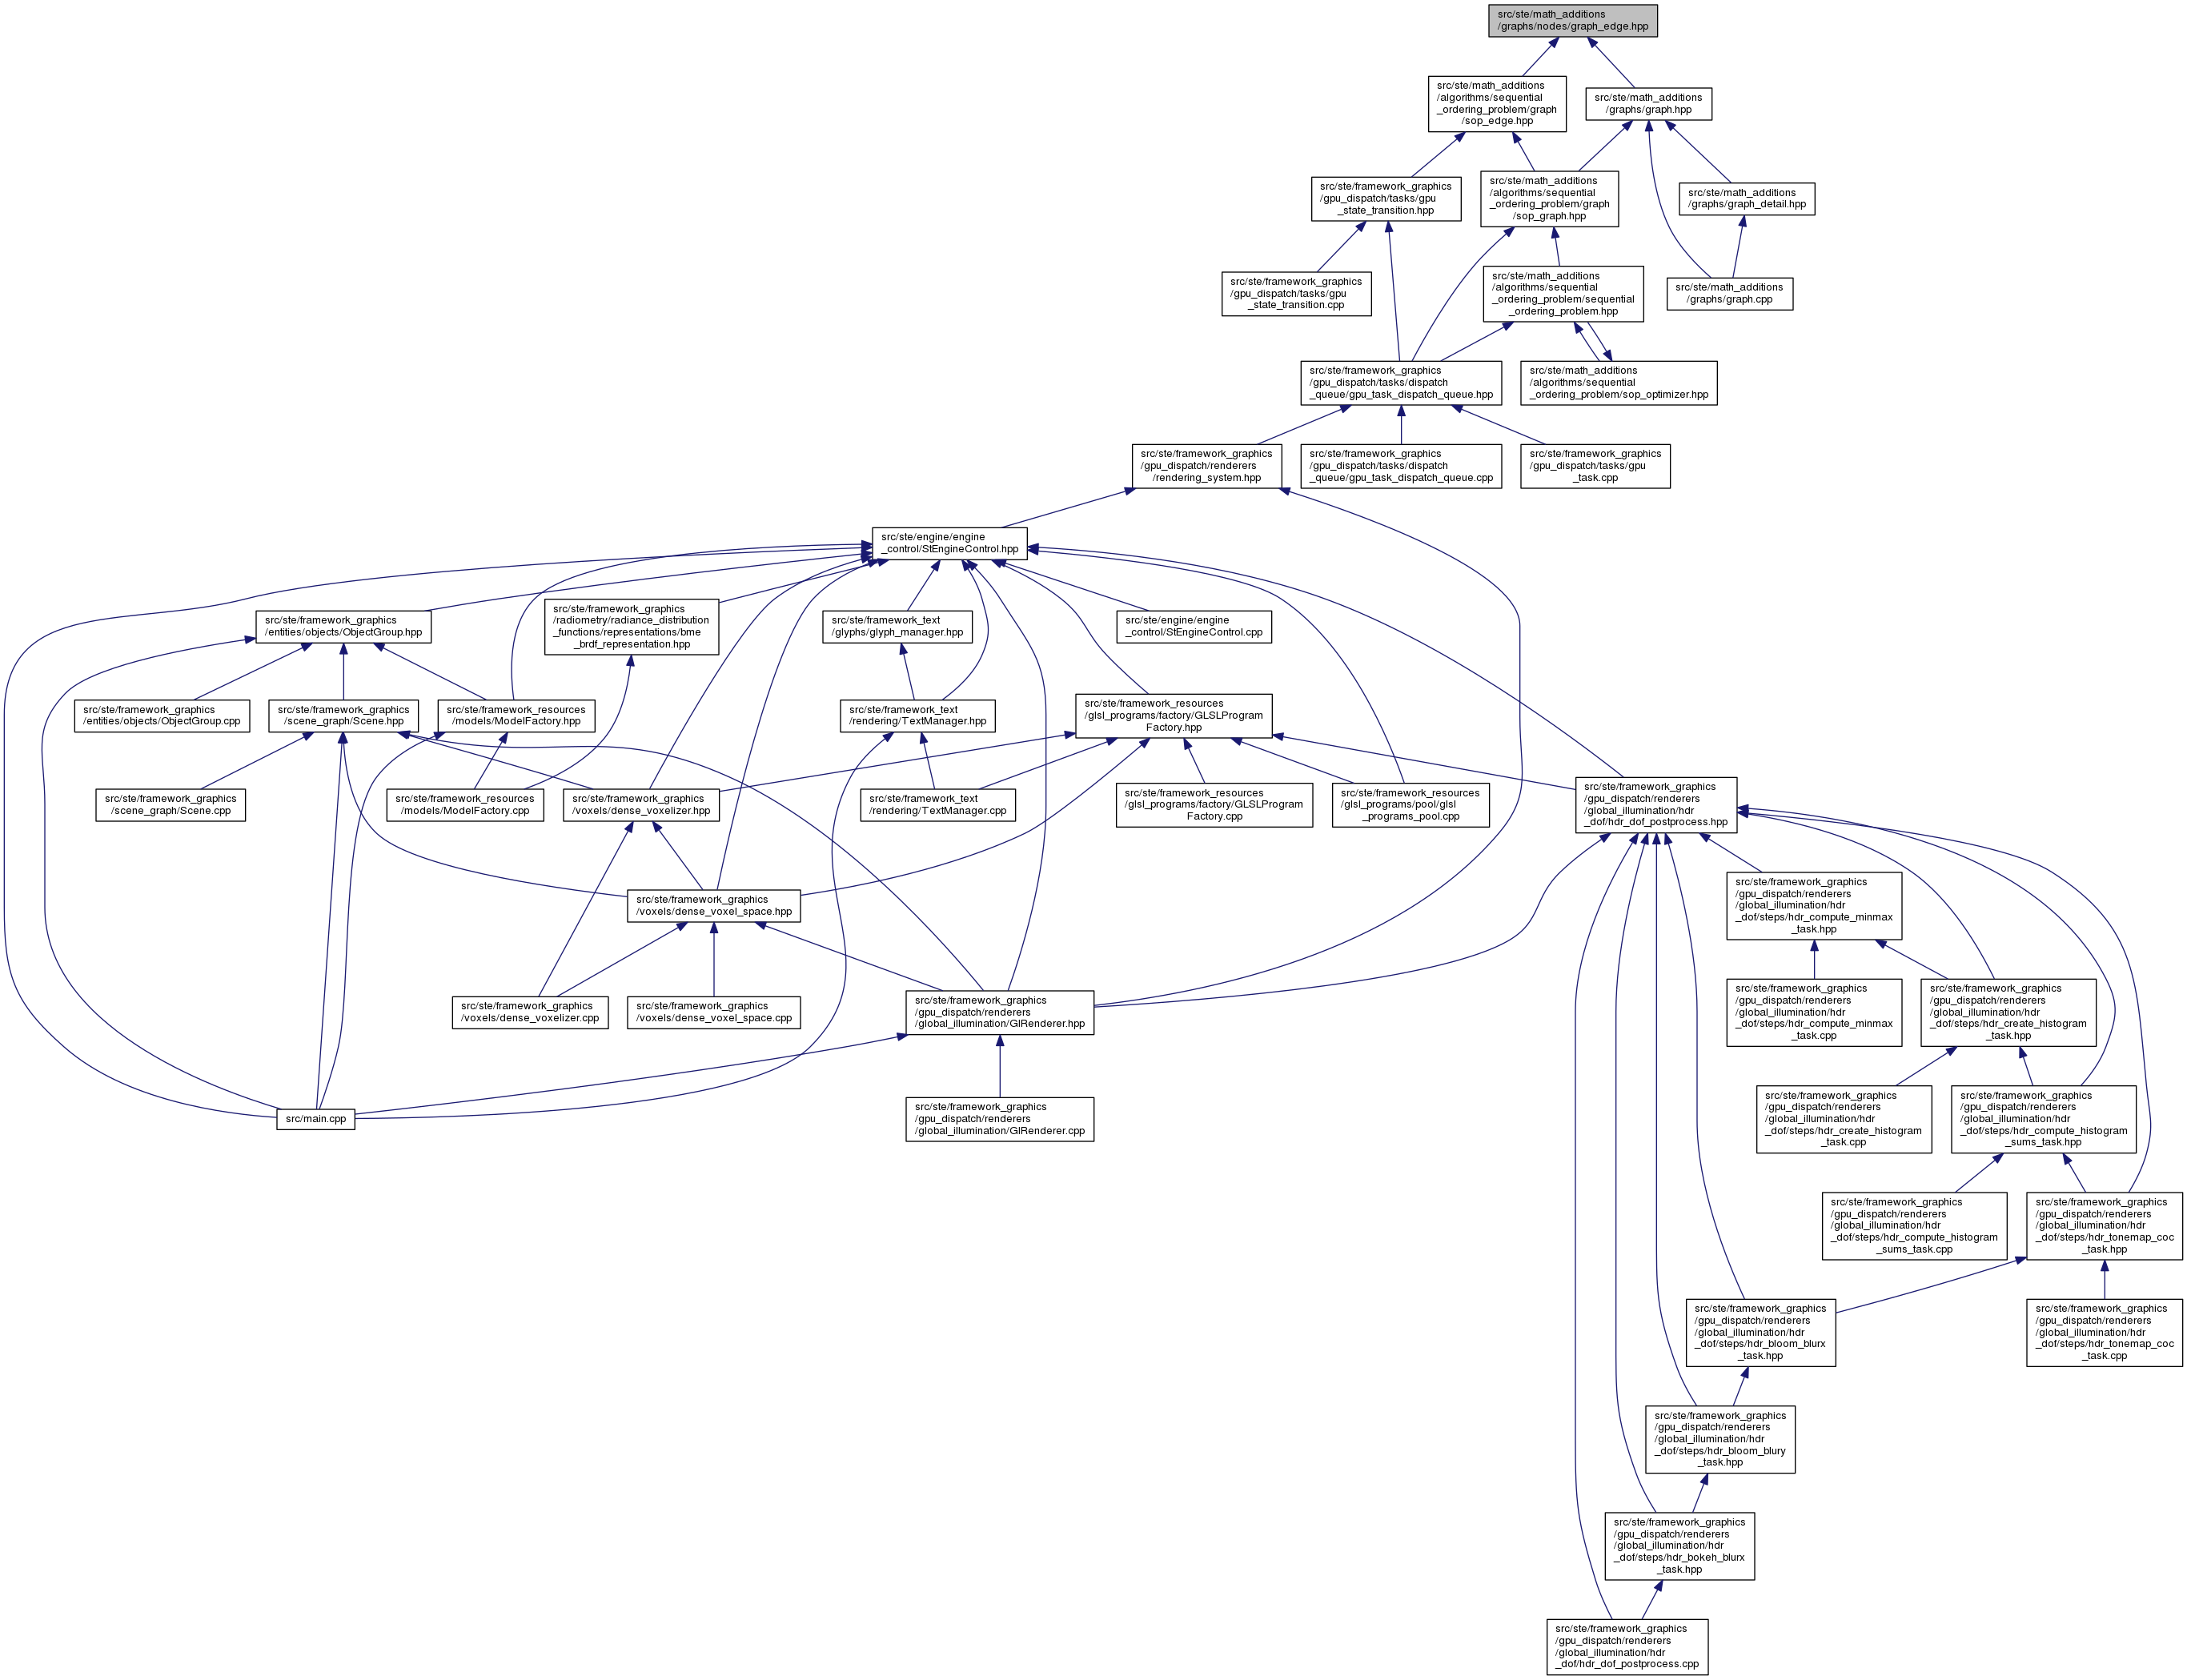 src/ste/math_additions
/graphs/nodes/graph_edge.hpp
src/ste/math_additions
/algorithms/sequential
_ordering_problem/graph
/sop_edge.hpp
src/ste/math_additions
/graphs/graph.hpp
src/ste/framework_graphics
/gpu_dispatch/tasks/gpu
_state_transition.hpp
src/ste/math_additions
/algorithms/sequential
_ordering_problem/graph
/sop_graph.hpp
src/ste/math_additions
/graphs/graph_detail.hpp
src/ste/framework_graphics
/gpu_dispatch/tasks/gpu
_state_transition.cpp
src/ste/math_additions
/algorithms/sequential
_ordering_problem/sequential
_ordering_problem.hpp
src/ste/math_additions
/graphs/graph.cpp
src/ste/framework_graphics
/gpu_dispatch/tasks/dispatch
_queue/gpu_task_dispatch_queue.hpp
src/ste/math_additions
/algorithms/sequential
_ordering_problem/sop_optimizer.hpp
src/ste/framework_graphics
/gpu_dispatch/renderers
/rendering_system.hpp
src/ste/framework_graphics
/gpu_dispatch/tasks/dispatch
_queue/gpu_task_dispatch_queue.cpp
src/ste/framework_graphics
/gpu_dispatch/tasks/gpu
_task.cpp
src/ste/engine/engine
_control/StEngineControl.hpp
src/ste/framework_graphics
/entities/objects/ObjectGroup.hpp
src/ste/framework_graphics
/radiometry/radiance_distribution
_functions/representations/bme
_brdf_representation.hpp
src/ste/framework_text
/glyphs/glyph_manager.hpp
src/ste/engine/engine
_control/StEngineControl.cpp
src/ste/framework_graphics
/entities/objects/ObjectGroup.cpp
src/ste/framework_graphics
/scene_graph/Scene.hpp
src/ste/framework_resources
/models/ModelFactory.hpp
src/ste/framework_text
/rendering/TextManager.hpp
src/ste/framework_resources
/glsl_programs/factory/GLSLProgram
Factory.hpp
src/ste/framework_graphics
/scene_graph/Scene.cpp
src/ste/framework_resources
/models/ModelFactory.cpp
src/ste/framework_graphics
/voxels/dense_voxelizer.hpp
src/ste/framework_text
/rendering/TextManager.cpp
src/ste/framework_resources
/glsl_programs/factory/GLSLProgram
Factory.cpp
src/ste/framework_resources
/glsl_programs/pool/glsl
_programs_pool.cpp
src/ste/framework_graphics
/gpu_dispatch/renderers
/global_illumination/hdr
_dof/hdr_dof_postprocess.hpp
src/ste/framework_graphics
/voxels/dense_voxel_space.hpp
src/ste/framework_graphics
/gpu_dispatch/renderers
/global_illumination/hdr
_dof/steps/hdr_compute_minmax
_task.hpp
src/ste/framework_graphics
/voxels/dense_voxelizer.cpp
src/ste/framework_graphics
/voxels/dense_voxel_space.cpp
src/ste/framework_graphics
/gpu_dispatch/renderers
/global_illumination/GIRenderer.hpp
src/ste/framework_graphics
/gpu_dispatch/renderers
/global_illumination/hdr
_dof/steps/hdr_compute_minmax
_task.cpp
src/ste/framework_graphics
/gpu_dispatch/renderers
/global_illumination/hdr
_dof/steps/hdr_create_histogram
_task.hpp
src/main.cpp
src/ste/framework_graphics
/gpu_dispatch/renderers
/global_illumination/GIRenderer.cpp
src/ste/framework_graphics
/gpu_dispatch/renderers
/global_illumination/hdr
_dof/steps/hdr_create_histogram
_task.cpp
src/ste/framework_graphics
/gpu_dispatch/renderers
/global_illumination/hdr
_dof/steps/hdr_compute_histogram
_sums_task.hpp
src/ste/framework_graphics
/gpu_dispatch/renderers
/global_illumination/hdr
_dof/steps/hdr_compute_histogram
_sums_task.cpp
src/ste/framework_graphics
/gpu_dispatch/renderers
/global_illumination/hdr
_dof/steps/hdr_tonemap_coc
_task.hpp
src/ste/framework_graphics
/gpu_dispatch/renderers
/global_illumination/hdr
_dof/steps/hdr_bloom_blurx
_task.hpp
src/ste/framework_graphics
/gpu_dispatch/renderers
/global_illumination/hdr
_dof/steps/hdr_tonemap_coc
_task.cpp
src/ste/framework_graphics
/gpu_dispatch/renderers
/global_illumination/hdr
_dof/steps/hdr_bloom_blury
_task.hpp
src/ste/framework_graphics
/gpu_dispatch/renderers
/global_illumination/hdr
_dof/steps/hdr_bokeh_blurx
_task.hpp
src/ste/framework_graphics
/gpu_dispatch/renderers
/global_illumination/hdr
_dof/hdr_dof_postprocess.cpp